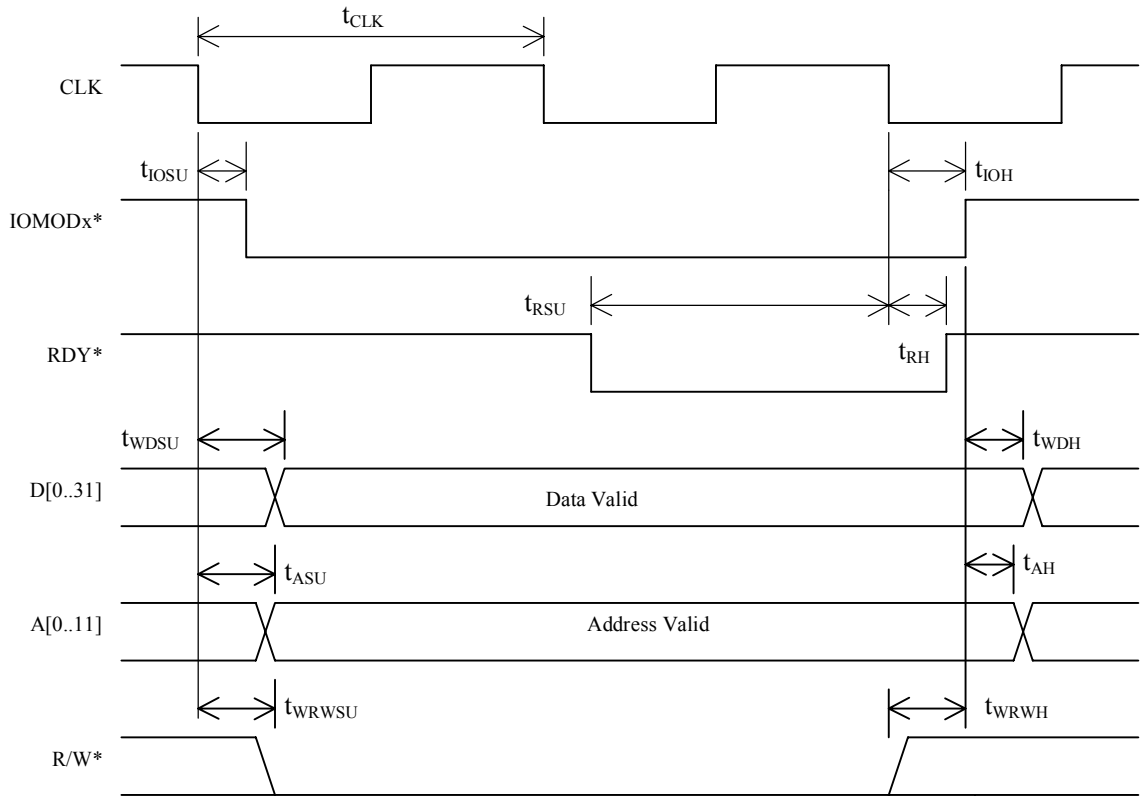 tCLK
CLK
tIOSU
tIOH
IOMODx*
tRSU
tRH
RDY*
tWDSU
tWDH
D[0..31]
Data Valid
tASU
tAH
A[0..11]
Address Valid
tWRWSU
tWRWH
R/W*